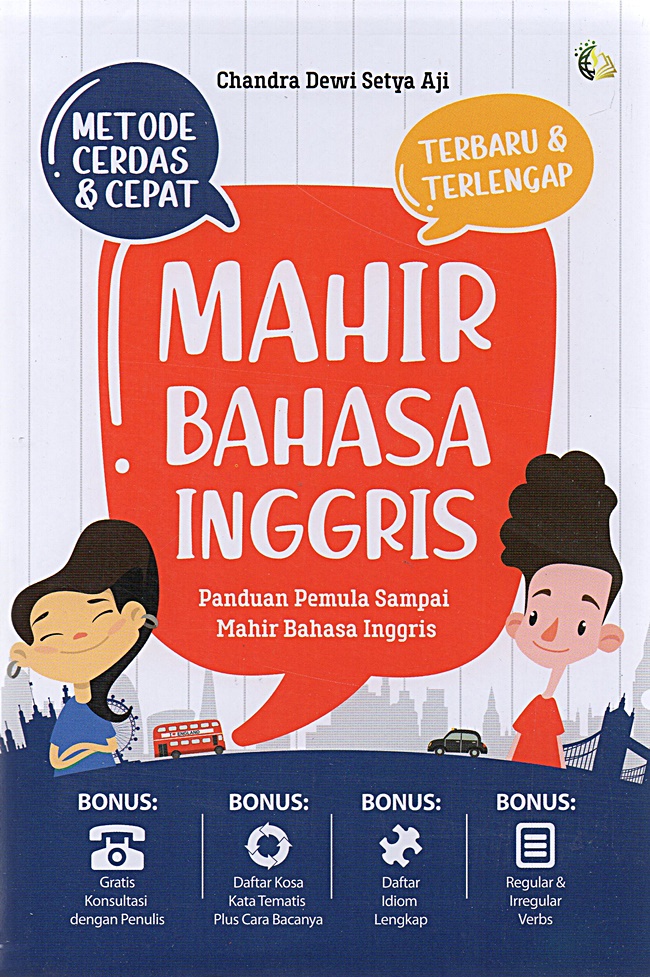 Chandra Dewi Setya Aji
METODE
CERDAS
& CEPAT
TERBARU &
TERLENGAP
MAHIR
BAHASA
INGGRIS
Panduan Pemula Sampai
Mahir Bahasa Inggris
I ♥ ENGLAND
BONUS:
Gratis
Konsultasi
dengan Penulis
BONUS:
Daftar Kosa
Kata Tematis
Plus Cara Bacanya
BONUS:
Daftar
Idiom
Lengkap
BONUS:
Regular &
Irregular
Verbs